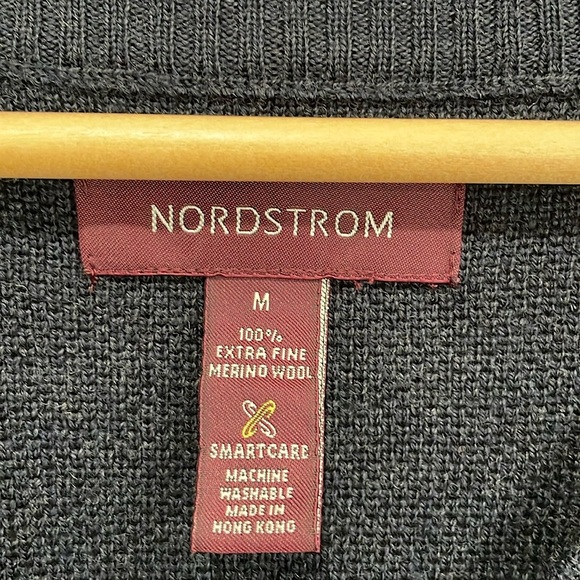 NORDSTROM
M
100%
EXTRA FINE
MERINO WOOL
SMARTCARE
MACHINE
WASHABLE
MADE IN
HONG KONG